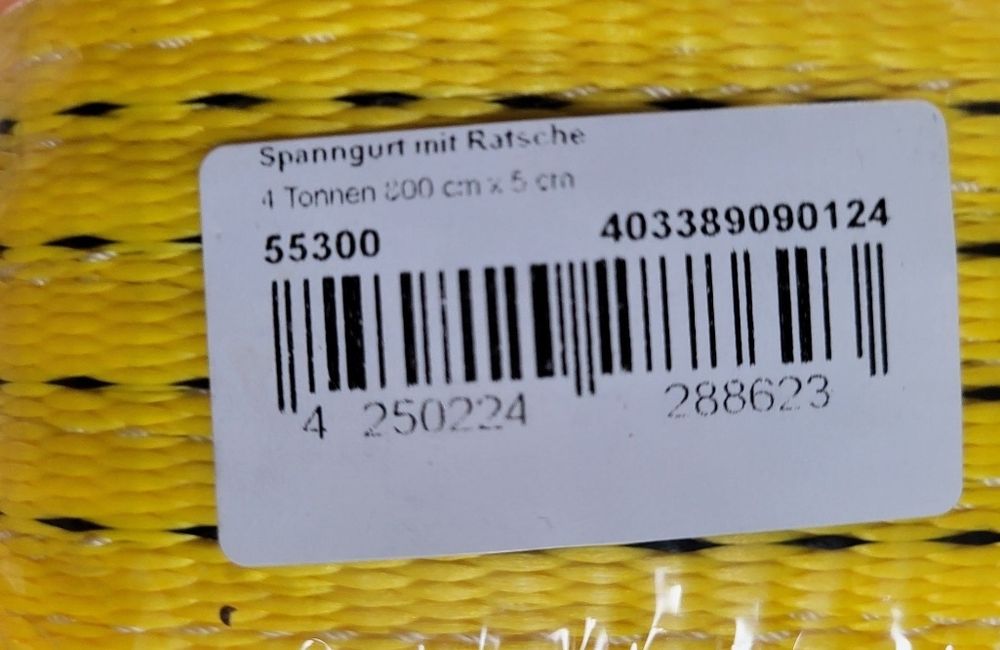 Spanngurt mit Ratsche
4 Tonnen 800 cm x 5 cm
55300 403389090124
4 250224 288623